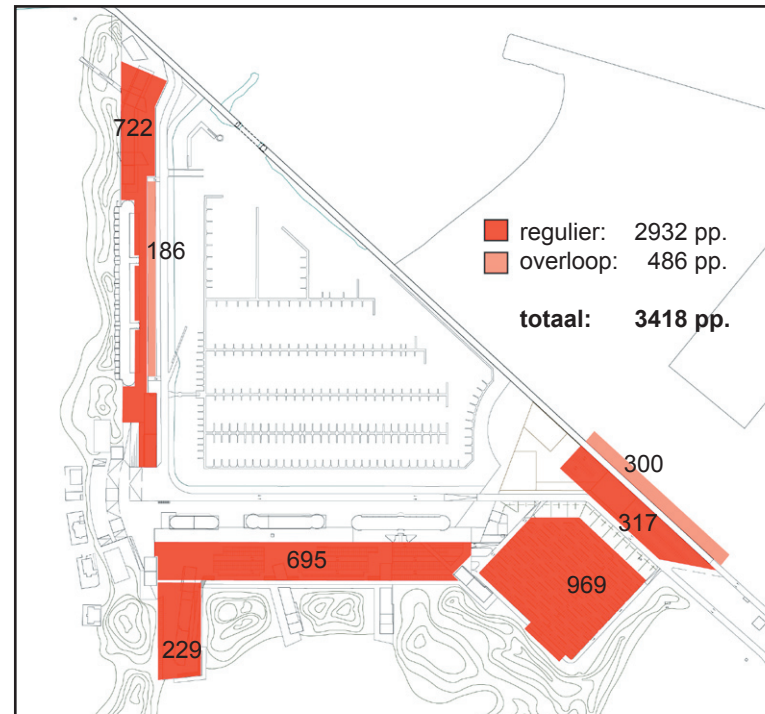 722
186
regulier: 2932 pp.
overloop: 486 pp.
totaal: 3418 pp.
300
317
695
969
229